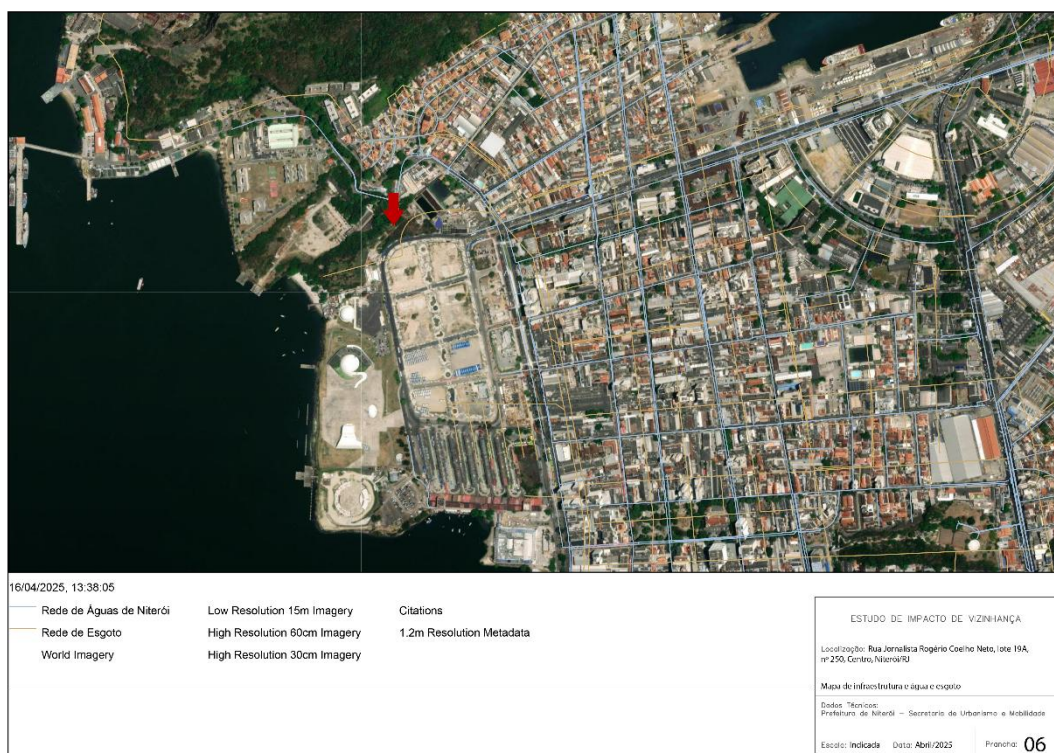 16/04/2025, 13:38:05
Rede de Águas de Niterói
Rede de Esgoto
World Imagery
Low Resolution 15m Imagery
High Resolution 60cm Imagery
High Resolution 30cm Imagery
Citations
1.2m Resolution Metadata
ESTUDO DE IMPACTO DE VIZINHANÇA
Localização: Rua Jornalista Rogério Coelho Neto, lote 19A,
nº 250, Centro, Niterói/RJ
Mapa de infraestrutura e água e esgoto
Dados Técnicos:
Prefeitura de Niterói – Secretaria de Urbanismo e Mobilidade
Escala: Indicada Data: Abril/2025 Prancha: 06